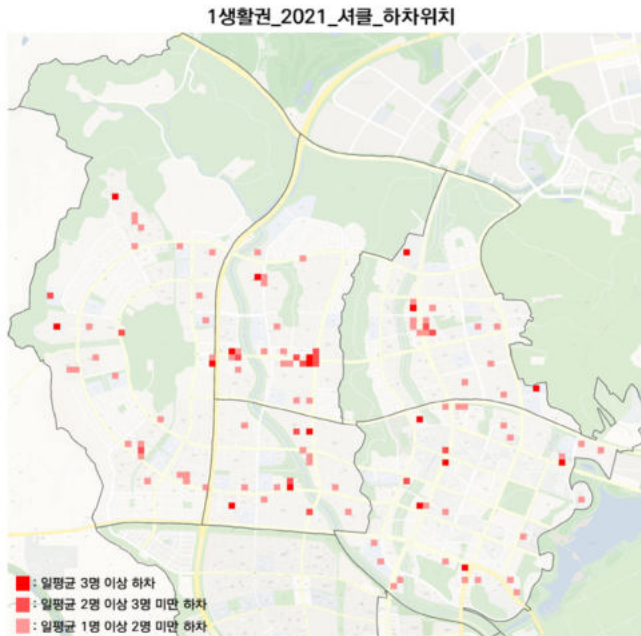 1생활권_2021_셔클_하차위치
: 일평균 3명 이상 하차
: 일평균 2명 이상 3명 미만 하차
: 일평균 1명 이상 2명 미만 하차